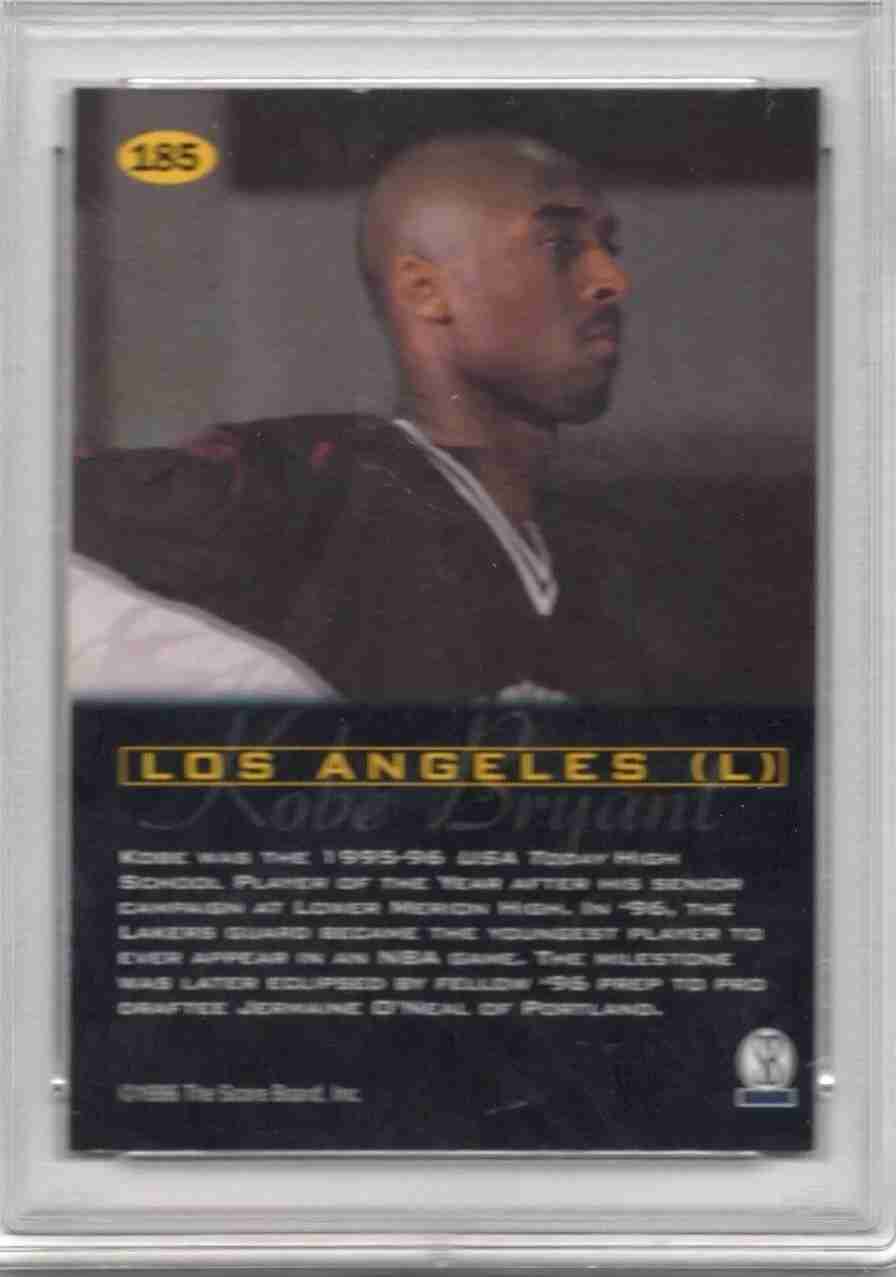 185
LOS ANGELES (L)
Kobe Bryant
KOBE WAS THE 1995-96 USA TODAY HIGH
SCHOOL PLAYER OF THE YEAR AFTER HIS SENIOR
CAMPAIGN AT LOWER MERION HIGH. IN '96, THE
LAKERS GUARD BECAME THE YOUNGEST PLAYER TO
EVER APPEAR IN AN NBA GAME. THE MILESTONE
WAS LATER ECLIPSED BY FELLOW '96 PREP TO PRO
DRAFTEE JERMAINE O'NEAL OF PORTLAND.
The Score Board, Inc.